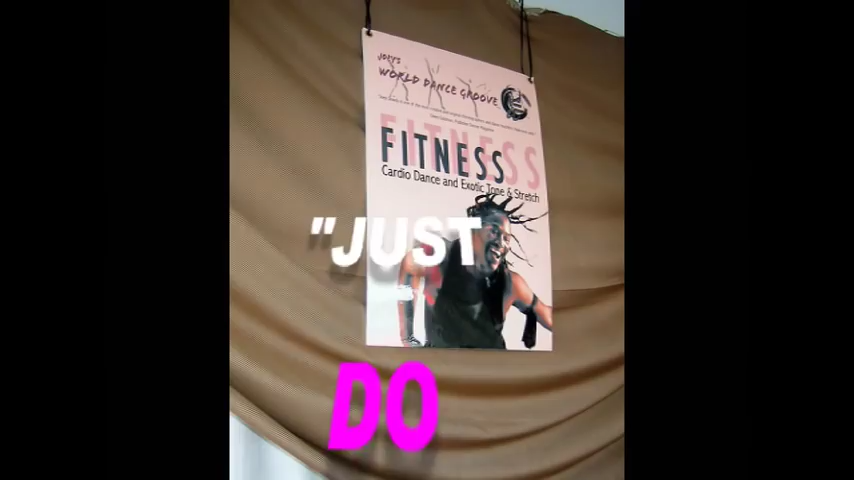 JOEY'S
WORLD DANCE GROOVE
FITNESS
Cardio Dance and Exotic Tone & Stretch
"JUST
DO